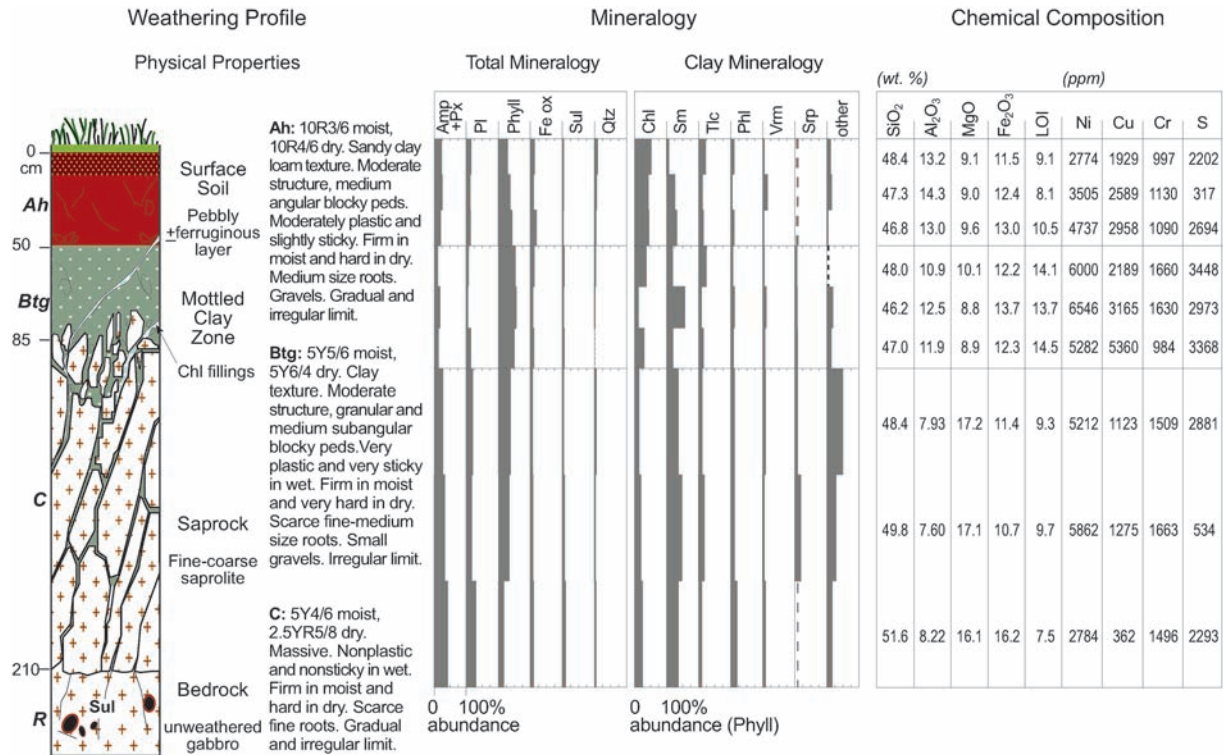 Weathering Profile
Mineralogy
Chemical Composition
Physical Properties
Total Mineralogy
Clay Mineralogy
(wt. %)
(ppm)
Amp +Px
Pl
Phyll
Fe ox
Sul
Qtz
Chl
Sm
Tlc
Phl
Vrm
Srp
other
SiO₂
Al₂O₃
MgO
Fe₂O₃
LOI
Ni
Cu
Cr
S
0
cm
Ah
50
Btg
85
C
210
R
Surface
Soil
Pebbly
+ferruginous
layer
Mottled
Clay
Zone
Chl fillings
Saprock
Fine-coarse
saprolite
Bedrock
unweathered
gabbro
Sul
Ah: 10R3/6 moist,
10R4/6 dry. Sandy clay
loam texture. Moderate
structure, medium
angular blocky peds.
Moderately plastic and
slightly sticky. Firm in
moist and hard in dry.
Medium size roots.
Gravels. Gradual and
irregular limit.
Btg: 5Y5/6 moist,
5Y6/4 dry. Clay
texture. Moderate
structure, granular and
medium subangular
blocky peds.Very
plastic and very sticky
in wet. Firm in moist
and very hard in dry.
Scarce fine-medium
size roots. Small
gravels. Irregular limit.
C: 5Y4/6 moist,
2.5YR5/8 dry.
Massive. Nonplastic
and nonsticky in wet.
Firm in moist and
hard in dry. Scarce
fine roots. Gradual
and irregular limit.
0 100%
abundance
0 100%
abundance (Phyll)
48.4 13.2 9.1 11.5 9.1 2774 1929 997 2202
47.3 14.3 9.0 12.4 8.1 3505 2589 1130 317
46.8 13.0 9.6 13.0 10.5 4737 2958 1090 2694
48.0 10.9 10.1 12.2 14.1 6000 2189 1660 3448
46.2 12.5 8.8 13.7 13.7 6546 3165 1630 2973
47.0 11.9 8.9 12.3 14.5 5282 5360 984 3368
48.4 7.93 17.2 11.4 9.3 5212 1123 1509 2881
49.8 7.60 17.1 10.7 9.7 5862 1275 1663 534
51.6 8.22 16.1 16.2 7.5 2784 362 1496 2293